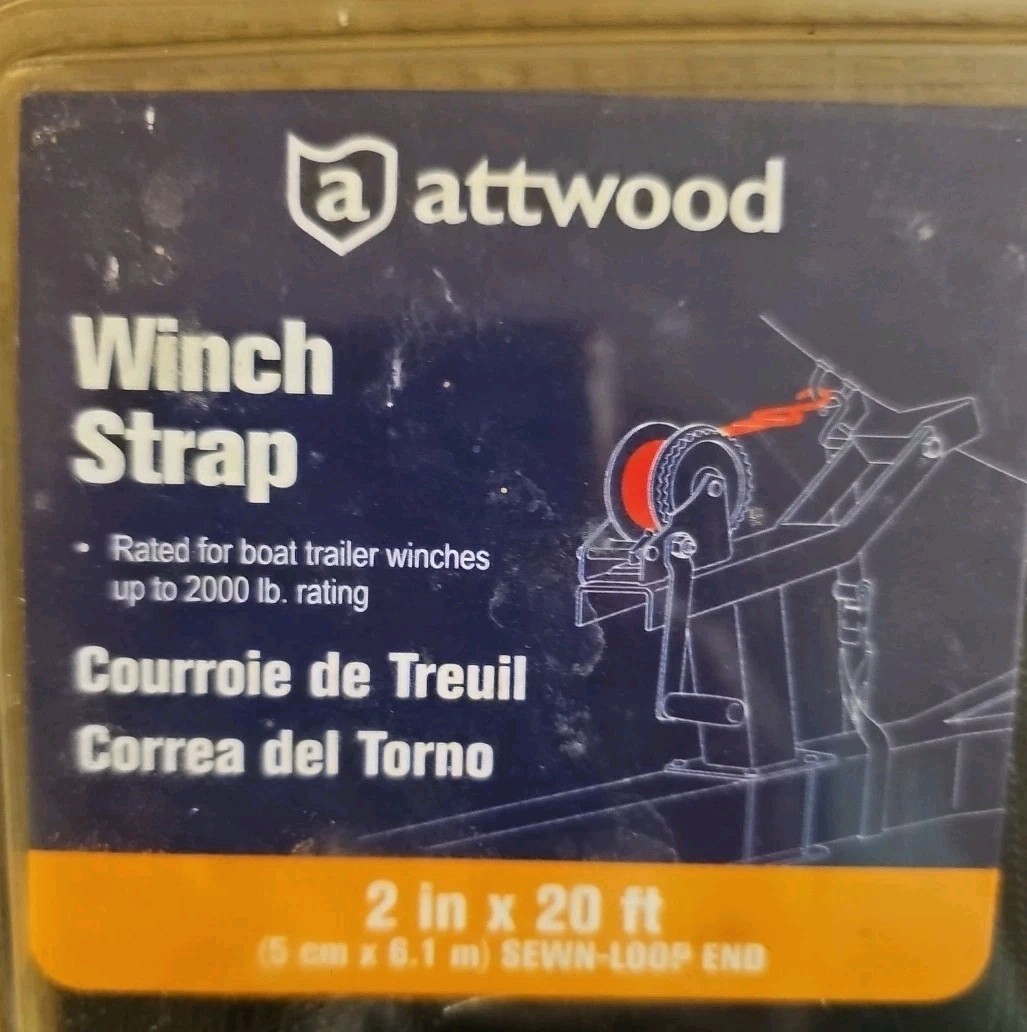 a attwood
Winch
Strap
• Rated for boat trailer winches
up to 2000 lb. rating
Courroie de Treuil
Correa del Torno
2 in x 20 ft
(5 cm x 6.1 m) SEWN-LOOP END